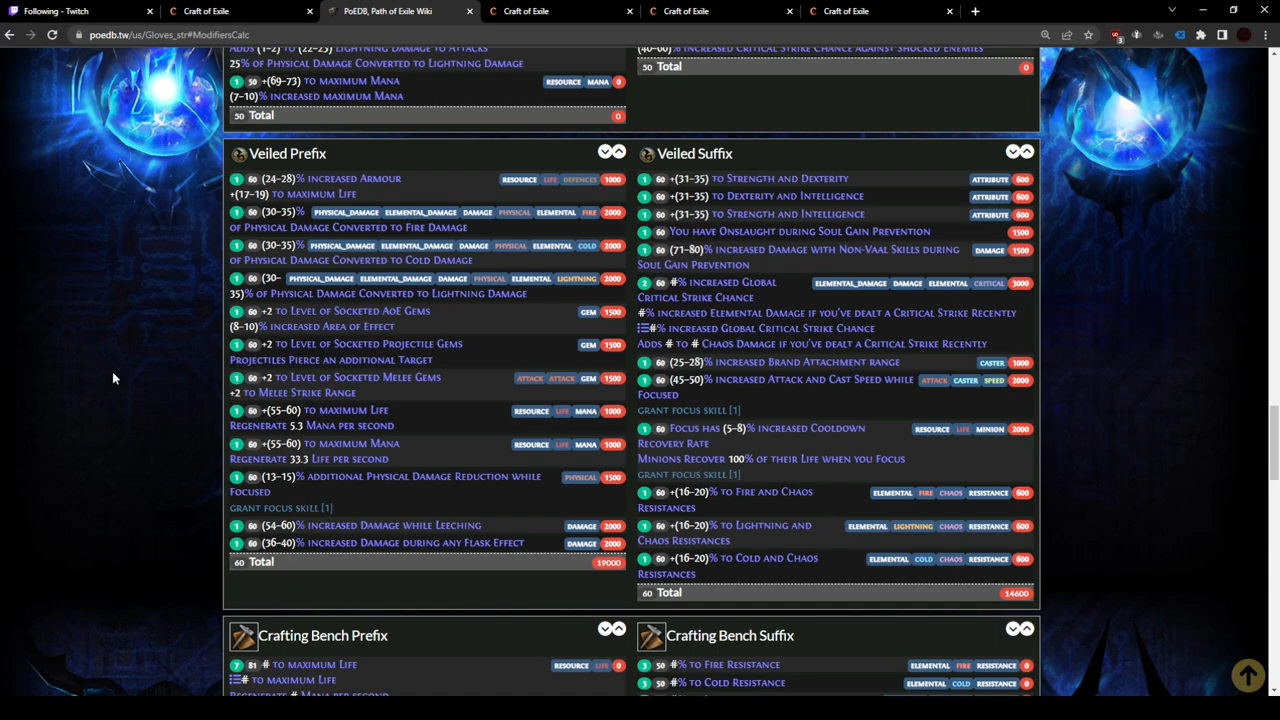 Following - Twitch
Craft of Exile
PoEDB, Path of Exile Wiki
Craft of Exile
Craft of Exile
Craft of Exile
poedb.tw/us/Gloves_str#ModifiersCalc
Adds (1–2) to (22–23) Lightning Damage to Attacks
25% of Physical Damage Converted to Lightning Damage
1 50 +(69–73) to maximum Mana RESOURCE MANA 0
(7–10)% increased maximum Mana
50 Total 0
(40–60)% increased Critical Strike Chance against Shocked Enemies
50 Total 0
Veiled Prefix
1 60 (24–28)% increased Armour RESOURCE LIFE DEFENCES 1000
+(17–19) to maximum Life
1 60 (30–35)% PHYSICAL_DAMAGE ELEMENTAL_DAMAGE DAMAGE PHYSICAL ELEMENTAL FIRE 2000
of Physical Damage Converted to Fire Damage
1 60 (30–35)% PHYSICAL_DAMAGE ELEMENTAL_DAMAGE DAMAGE PHYSICAL ELEMENTAL COLD 2000
of Physical Damage Converted to Cold Damage
1 60 (30– PHYSICAL_DAMAGE ELEMENTAL_DAMAGE DAMAGE PHYSICAL ELEMENTAL LIGHTNING 2000
35)% of Physical Damage Converted to Lightning Damage
1 60 +2 to Level of Socketed AoE Gems GEM 1500
(8–10)% increased Area of Effect
1 60 +2 to Level of Socketed Projectile Gems GEM 1500
Projectiles Pierce an additional Target
1 60 +2 to Level of Socketed Melee Gems ATTACK ATTACK GEM 1500
+2 to Melee Strike Range
1 60 +(55–60) to maximum Life RESOURCE LIFE MANA 1000
Regenerate 5.3 Mana per second
1 60 +(55–60) to maximum Mana RESOURCE LIFE MANA 1000
Regenerate 33.3 Life per second
1 60 (13–15)% additional Physical Damage Reduction while PHYSICAL 1500
Focused
GRANT FOCUS SKILL [1]
1 60 (54–60)% increased Damage while Leeching DAMAGE 2000
1 60 (36–40)% increased Damage during any Flask Effect DAMAGE 2000
60 Total 19000
Veiled Suffix
1 60 +(31–35) to Strength and Dexterity ATTRIBUTE 600
1 60 +(31–35) to Dexterity and Intelligence ATTRIBUTE 600
1 60 +(31–35) to Strength and Intelligence ATTRIBUTE 600
1 60 You have Onslaught during Soul Gain Prevention 1500
1 60 (71–80)% increased Damage with Non-Vaal Skills during DAMAGE 1500
Soul Gain Prevention
2 60 #% increased Global ELEMENTAL_DAMAGE DAMAGE ELEMENTAL CRITICAL 3000
Critical Strike Chance
#% increased Elemental Damage if you've dealt a Critical Strike Recently
#% increased Global Critical Strike Chance
Adds # to # Chaos Damage if you've dealt a Critical Strike Recently
1 60 (25–28)% increased Brand Attachment range CASTER 1000
1 60 (45–50)% increased Attack and Cast Speed while ATTACK CASTER SPEED 2000
Focused
GRANT FOCUS SKILL [1]
1 60 Focus has (5–8)% increased Cooldown RESOURCE LIFE MINION 2000
Recovery Rate
Minions Recover 100% of their Life when you Focus
GRANT FOCUS SKILL [1]
1 60 +(16–20)% to Fire and Chaos ELEMENTAL FIRE CHAOS RESISTANCE 600
Resistances
1 60 +(16–20)% to Lightning and ELEMENTAL LIGHTNING CHAOS RESISTANCE 600
Chaos Resistances
1 60 +(16–20)% to Cold and Chaos ELEMENTAL COLD CHAOS RESISTANCE 600
Resistances
60 Total 14600
Crafting Bench Prefix
7 81 # to maximum Life RESOURCE LIFE 0
# to maximum Life
Regenerate # Mana per second
Crafting Bench Suffix
3 50 #% to Fire Resistance ELEMENTAL FIRE RESISTANCE 0
3 50 #% to Cold Resistance ELEMENTAL COLD RESISTANCE 0